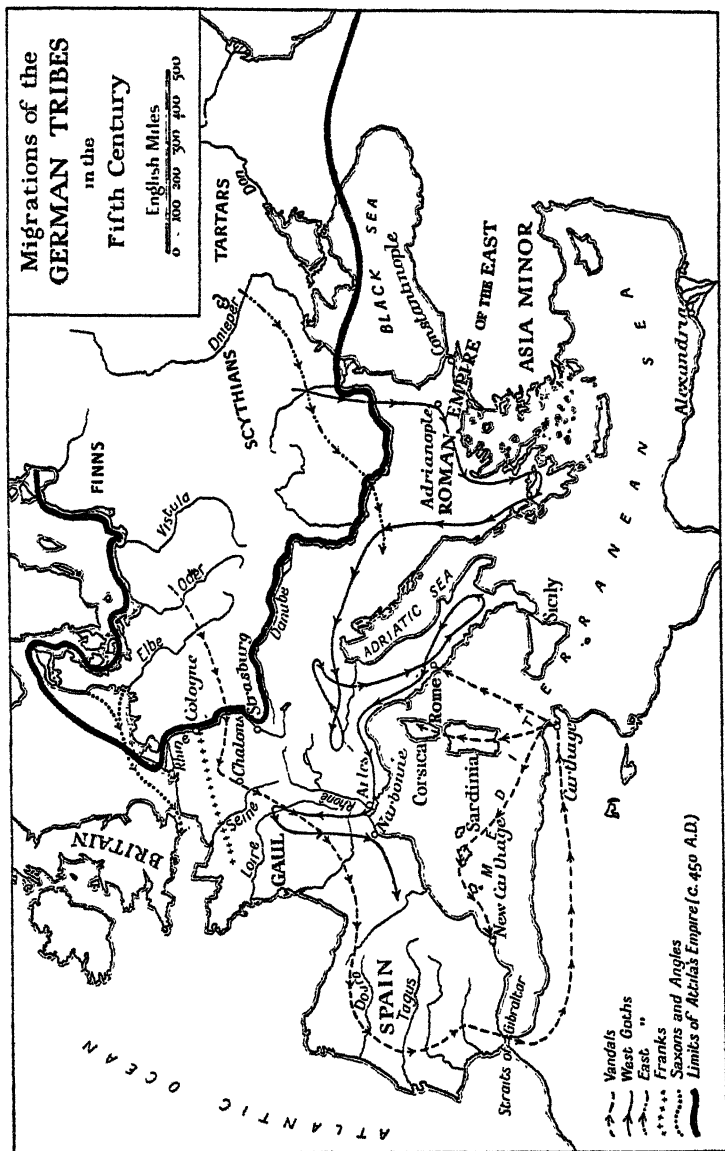 Migrations of the
GERMAN TRIBES
in the
Fifth Century
English Miles
0 100 200 300 400 500
FINNS
TARTARS
Don
Dnieper
SCYTHIANS
Vistula
Oder
Elbe
BRITAIN
Rhine
Cologne
Chalons
Strasburg
Danube
Seine
Loire
GAUL
Rhone
Arles
Narbonne
BLACK SEA
Constantinople
Adrianople
ROMAN EMPIRE OF THE EAST
ASIA MINOR
ADRIATIC SEA
Rome
Corsica
Sardinia
Sicily
MEDITERRANEAN SEA
Alexandria
Carthage
New Carthage
SPAIN
Douro
Tagus
Straits of Gibraltar
ATLANTIC OCEAN
Vandals
West Goths
East "
Franks
Saxons and Angles
Limits of Attila's Empire (c. 450 A.D.)